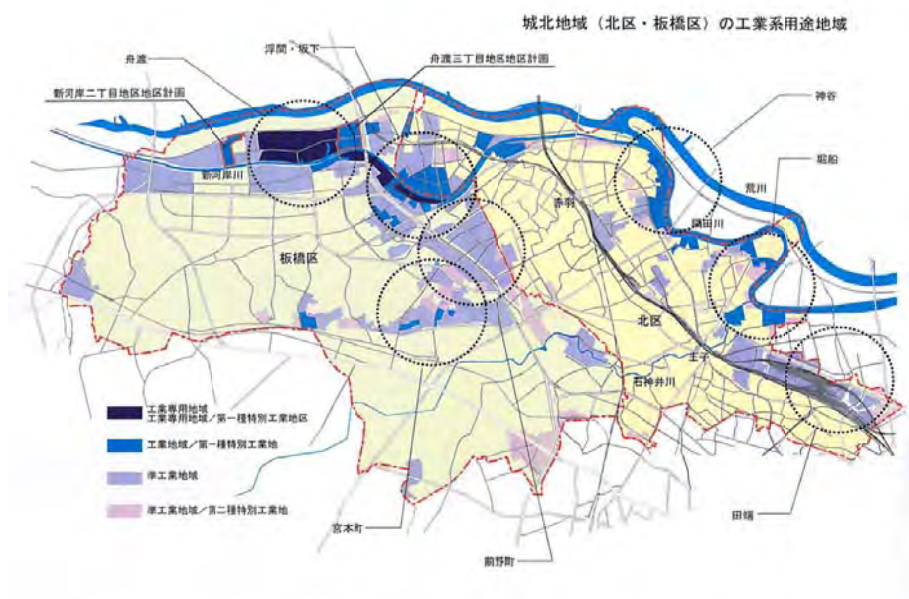 城北地域（北区・板橋区）の工業系用途地域
浮間・坂下
舟渡
舟渡三丁目地区地区計画
新河岸二丁目地区地区計画
神谷
堀船
新河岸川
荒川
赤羽
隅田川
板橋区
北区
王子
石神井川
工業専用地域
工業専用地域／第一種特別工業地区
工業地域／第一種特別工業地
準工業地域
準工業地域／第二種特別工業地
宮本町
前野町
田端